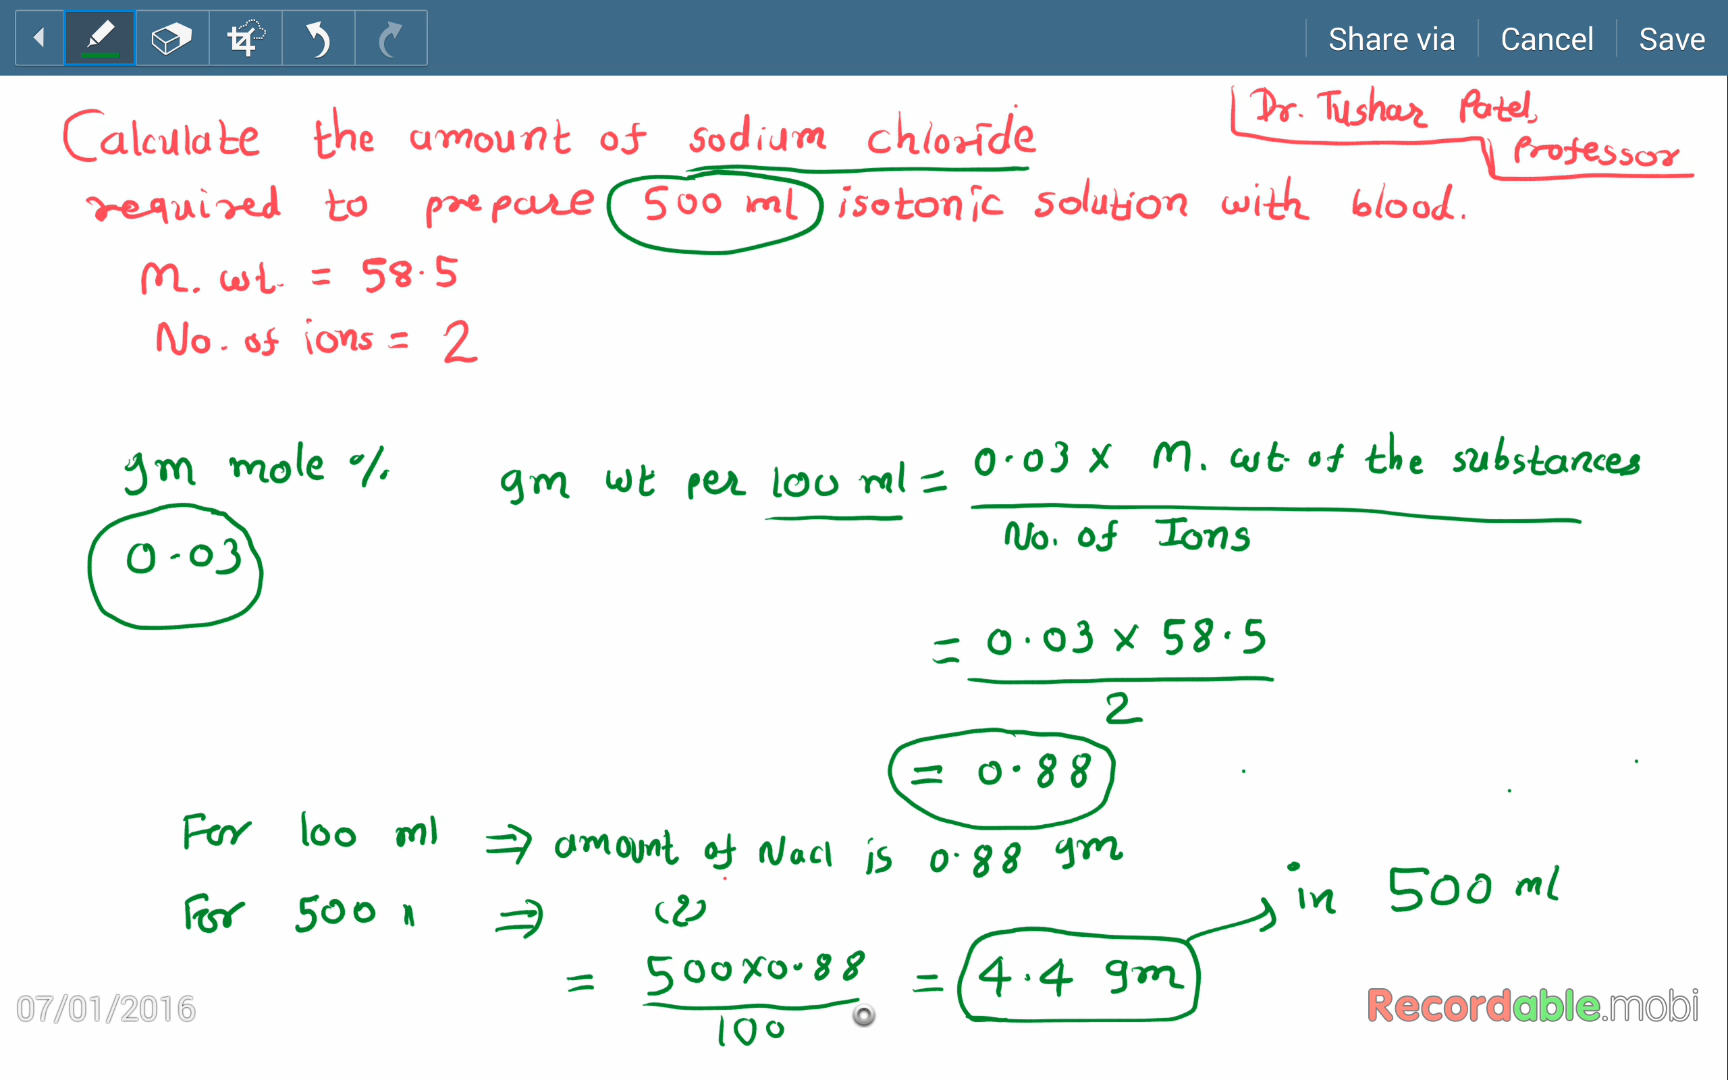 Share via
Cancel
Save
Dr. Tushar Patel,
Professor
Calculate the amount of sodium chloride
required to prepare 500 ml isotonic solution with blood.
M. wt. = 58.5
No. of ions = 2
gm mole %
0.03
gm wt per 100 ml = 0.03 x M. wt. of the substances
No. of Ions
= 0.03 x 58.5
2
= 0.88
For 100 ml ⇒ amount of Nacl is 0.88 gm
For 500 " ⇒ (?)
= 500x0.88 = 4.4 gm → in 500 ml
100
07/01/2016
Recordable.mobi